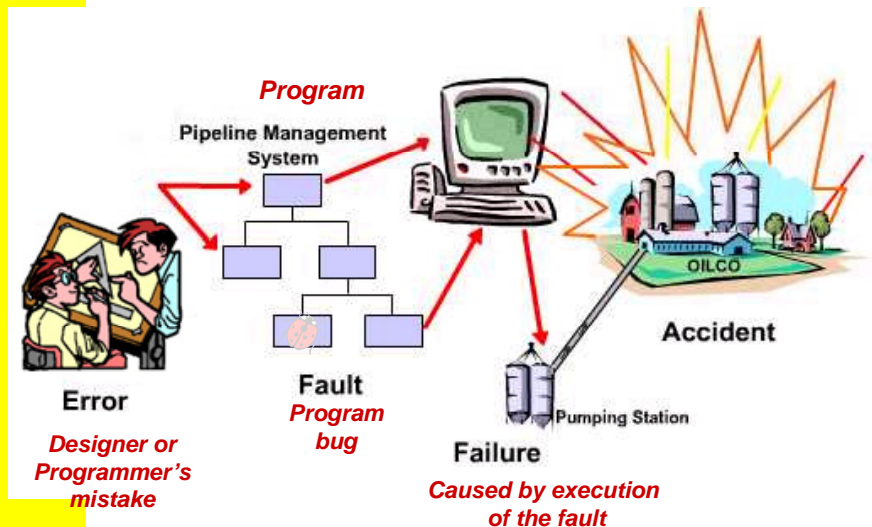 Program
Pipeline Management
System
OILCO
Accident
Error
Fault
Program
bug
Pumping Station
Designer or
Programmer's
mistake
Failure
Caused by execution
of the fault